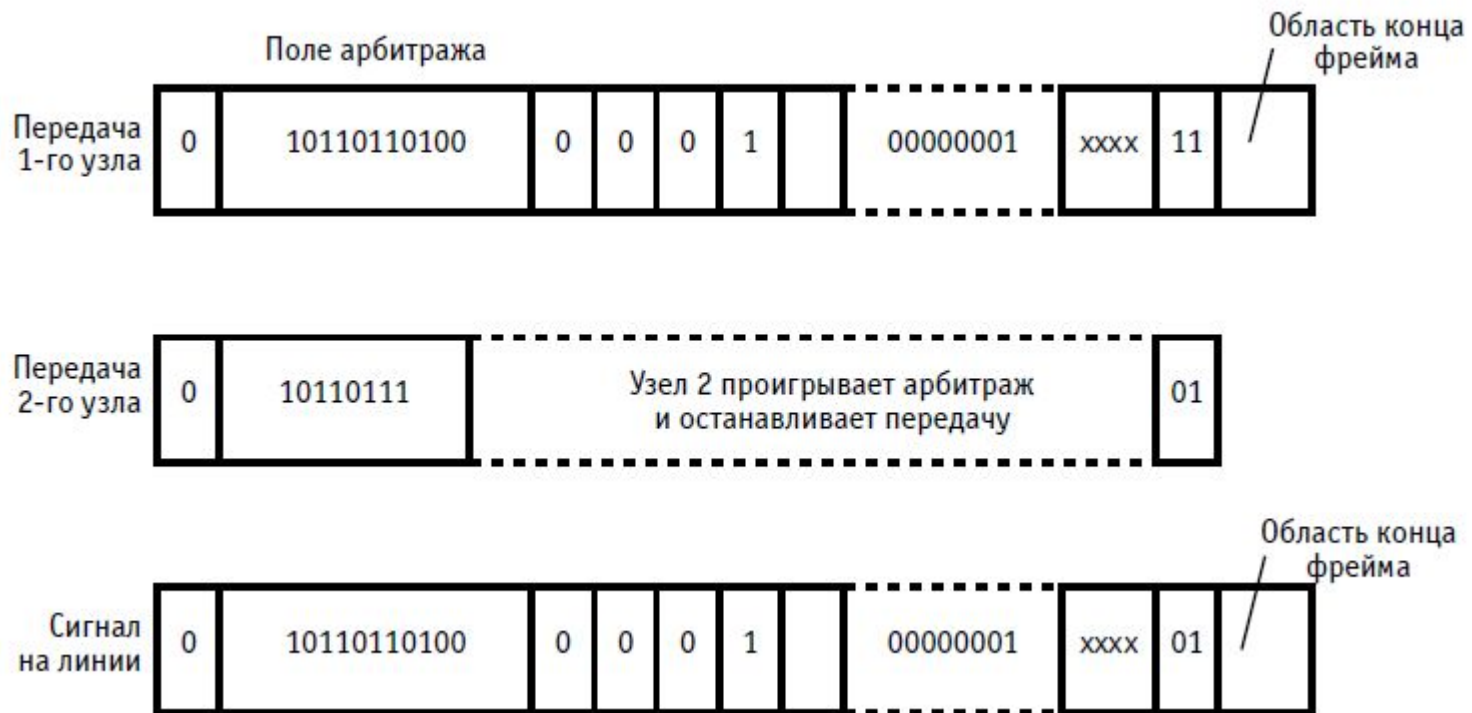 Поле арбитража
Область конца
фрейма
Передача
1-го узла
0 10110110100 0 0 0 1 00000001 xxxx 11
Передача
2-го узла
0 10110111 Узел 2 проигрывает арбитраж
и останавливает передачу
01
Область конца
фрейма
Сигнал
на линии
0 10110110100 0 0 0 1 00000001 xxxx 01